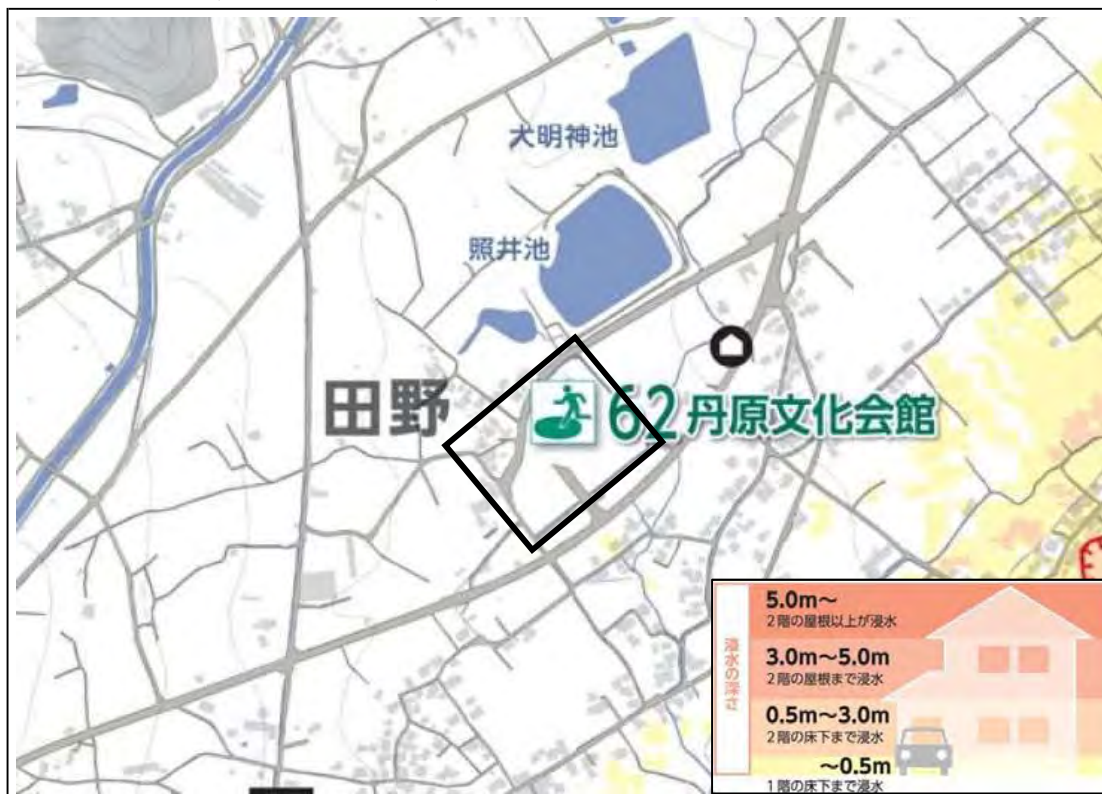 犬明神池
照井池
田野
62 丹原文化会館
浸水の深さ
5.0m～
2階の屋根以上が浸水
3.0m～5.0m
2階の屋根まで浸水
0.5m～3.0m
2階の床下まで浸水
～0.5m
1階の床下まで浸水